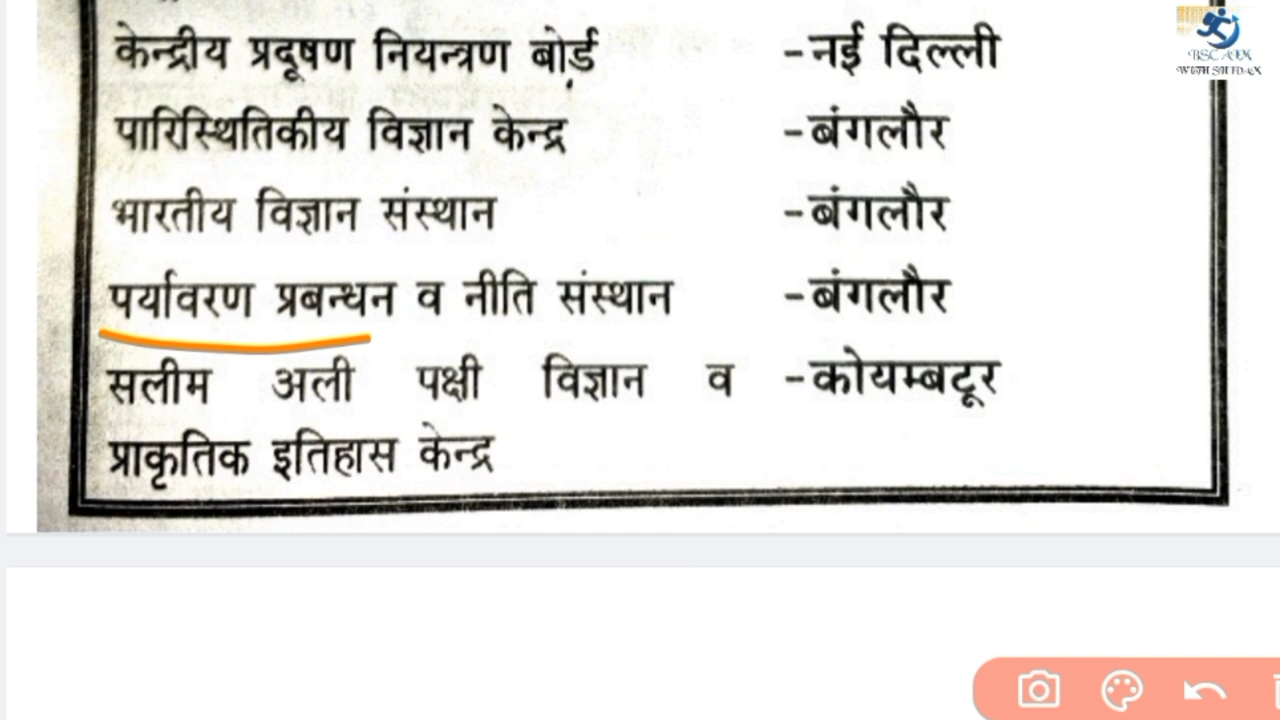 केन्द्रीय प्रदूषण नियन्त्रण बोर्ड -नई दिल्ली
पारिस्थितिकीय विज्ञान केन्द्र -बंगलौर
भारतीय विज्ञान संस्थान -बंगलौर
पर्यावरण प्रबन्धन व नीति संस्थान -बंगलौर
सलीम अली पक्षी विज्ञान व -कोयम्बटूर
प्राकृतिक इतिहास केन्द्र